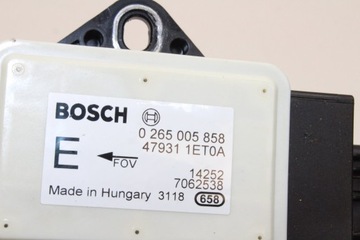 BOSCH
0 265 005 858
47931 1ET0A
E
FOV
14252
7062538
Made in Hungary 3118 658